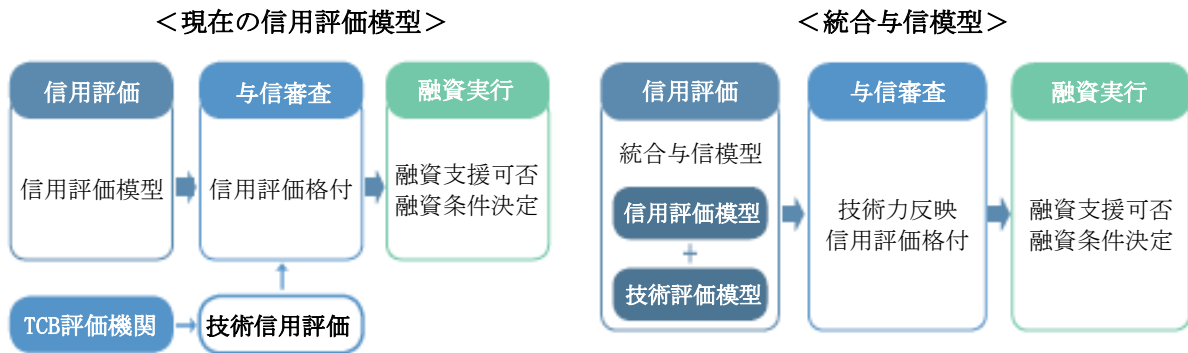 ＜現在の信用評価模型＞
信用評価
与信審査
融資実行
信用評価模型
信用評価格付
融資支援可否
融資条件決定
TCB評価機関
技術信用評価
＜統合与信模型＞
信用評価
与信審査
融資実行
統合与信模型
信用評価模型
+
技術評価模型
技術力反映
信用評価格付
融資支援可否
融資条件決定